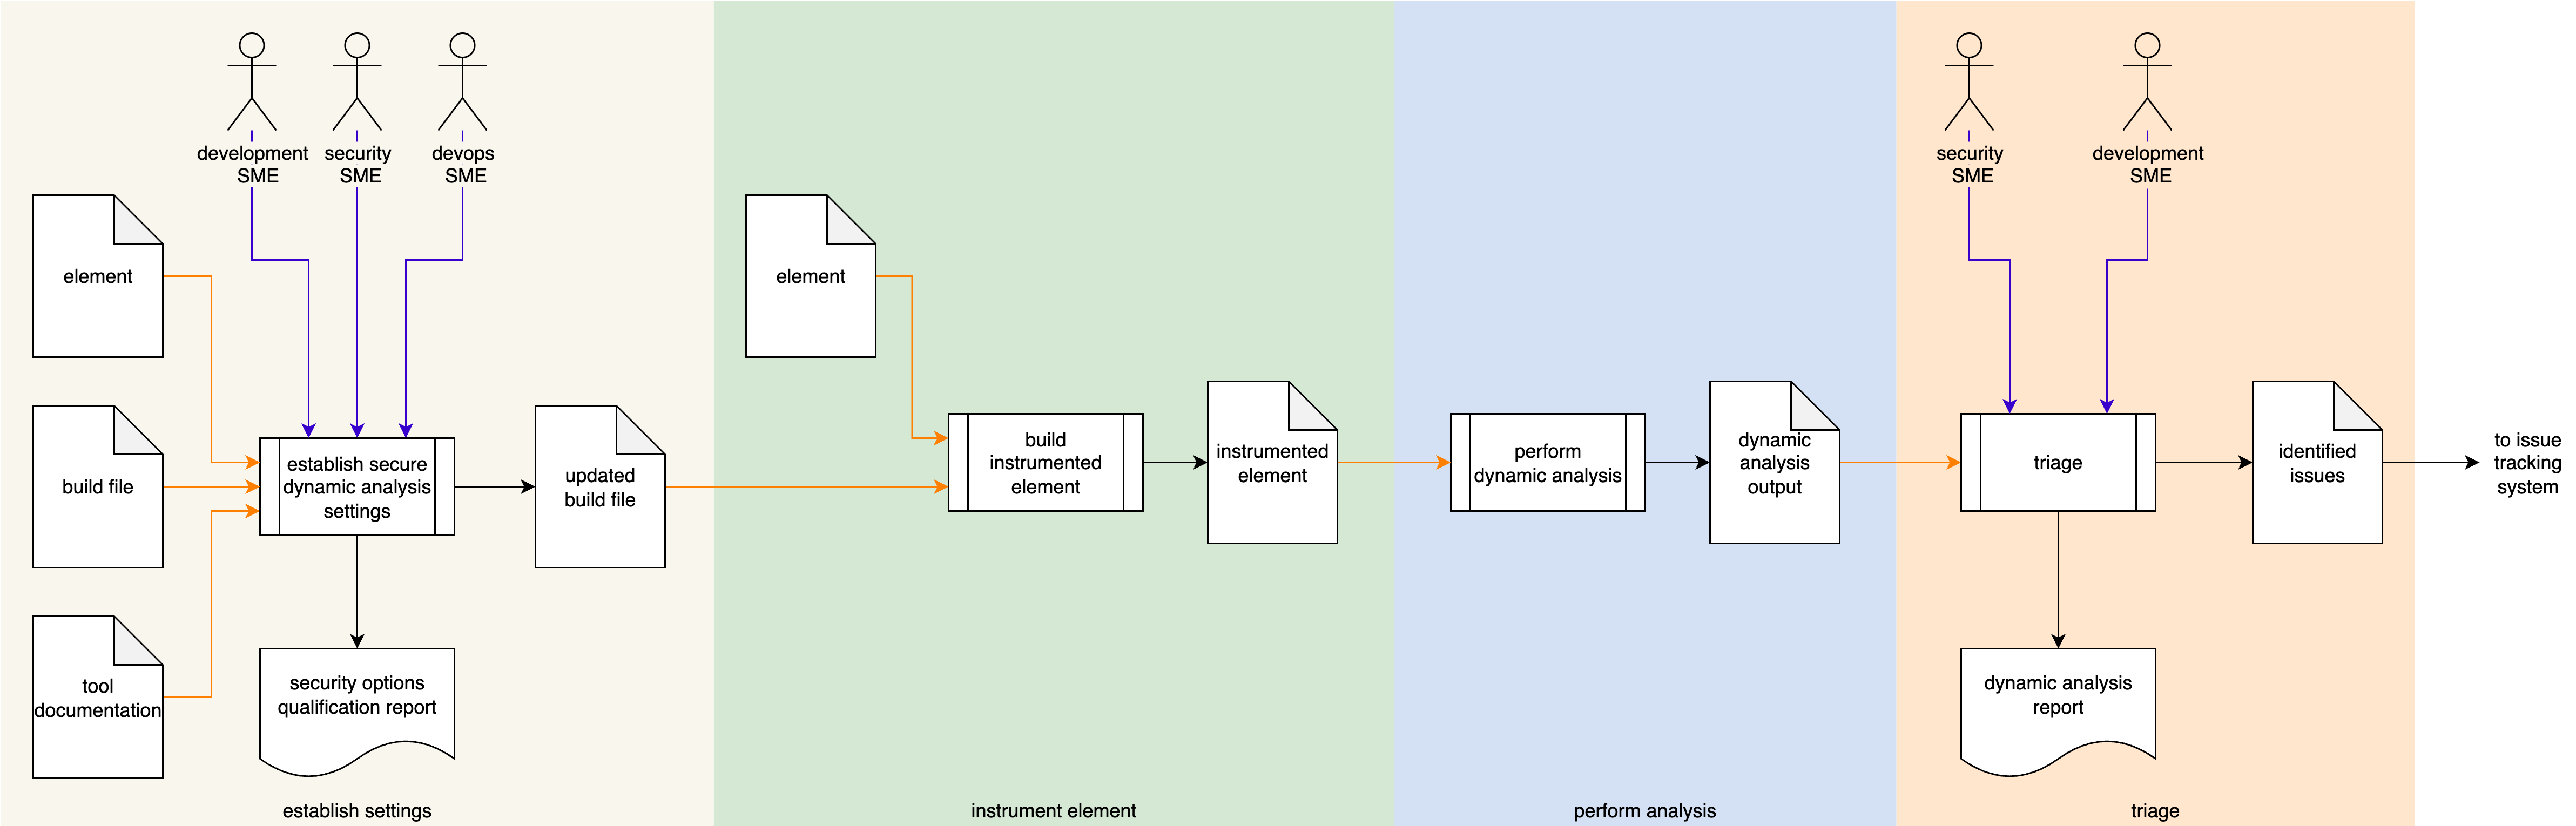 development
SME
security
SME
devops
SME
element
build file
tool
documentation
establish secure
dynamic analysis
settings
updated
build file
security options
qualification report
establish settings
element
build
instrumented
element
instrumented
element
instrument element
perform
dynamic analysis
dynamic
analysis
output
perform analysis
security
SME
development
SME
triage
identified
issues
dynamic analysis
report
triage
to issue
tracking
system